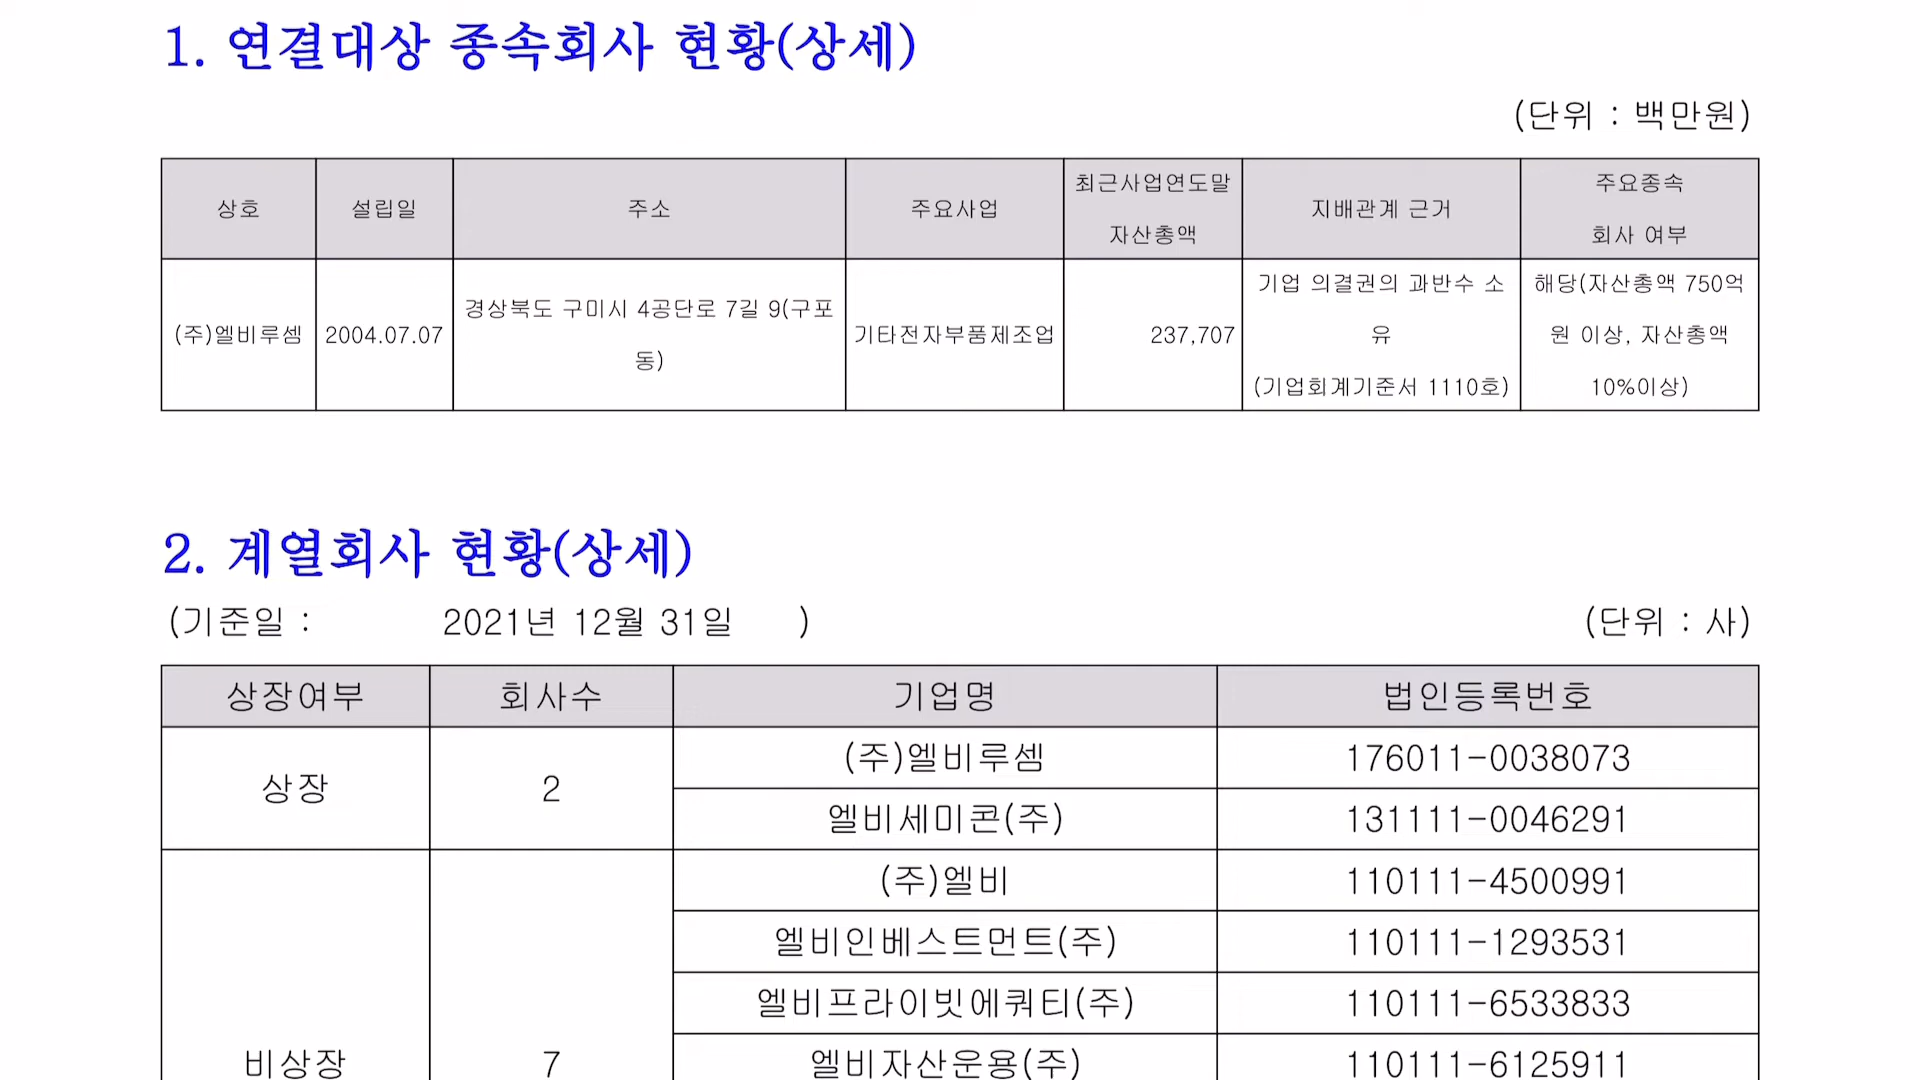 1. 연결대상 종속회사 현황(상세)
(단위 : 백만원)
상호 설립일 주소 주요사업 최근사업연도말 자산총액 지배관계 근거 주요종속 회사 여부
(주)엘비루셈 2004.07.07 경상북도 구미시 4공단로 7길 9(구포동) 기타전자부품제조업 237,707 기업 의결권의 과반수 소유 (기업회계기준서 1110호) 해당(자산총액 750억원 이상, 자산총액 10%이상)
2. 계열회사 현황(상세)
(기준일 : 2021년 12월 31일 ) (단위 : 사)
상장여부 회사수 기업명 법인등록번호
상장 2 (주)엘비루셈 176011-0038073
엘비세미콘(주) 131111-0046291
(주)엘비 110111-4500991
엘비인베스트먼트(주) 110111-1293531
엘비프라이빗에쿼티(주) 110111-6533833
비상장 7 엘비자산운용(주) 110111-6125911